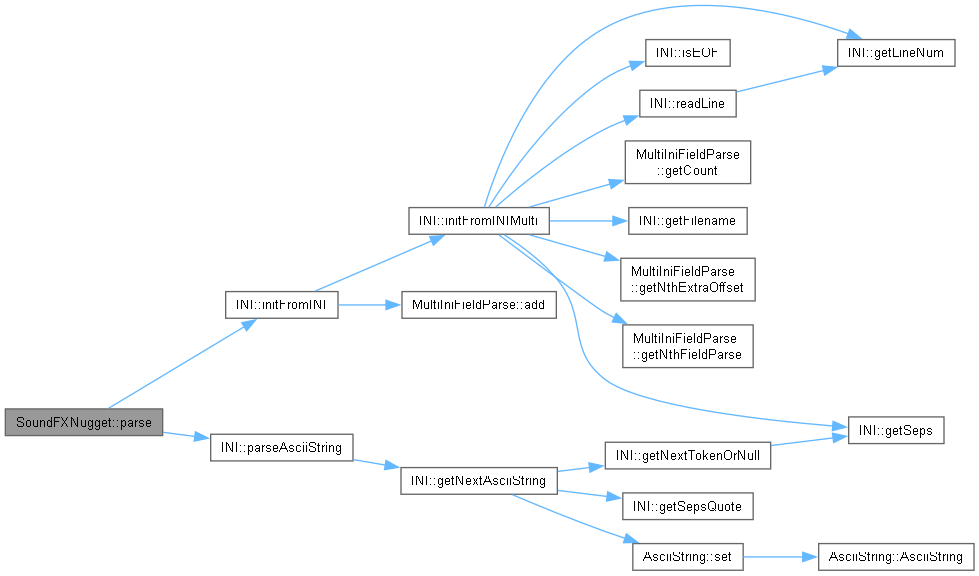 INI::getLineNum
INI::isEOF
INI::readLine
MultiIniFieldParse
::getCount
INI::initFromINIMulti
INI::getFilename
MultiIniFieldParse
::getNthExtraOffset
INI::initFromINI
MultiIniFieldParse::add
MultiIniFieldParse
::getNthFieldParse
SoundFXNugget::parse
INI::getSeps
INI::parseAsciiString
INI::getNextTokenOrNull
INI::getNextAsciiString
INI::getSepsQuote
AsciiString::set
AsciiString::AsciiString